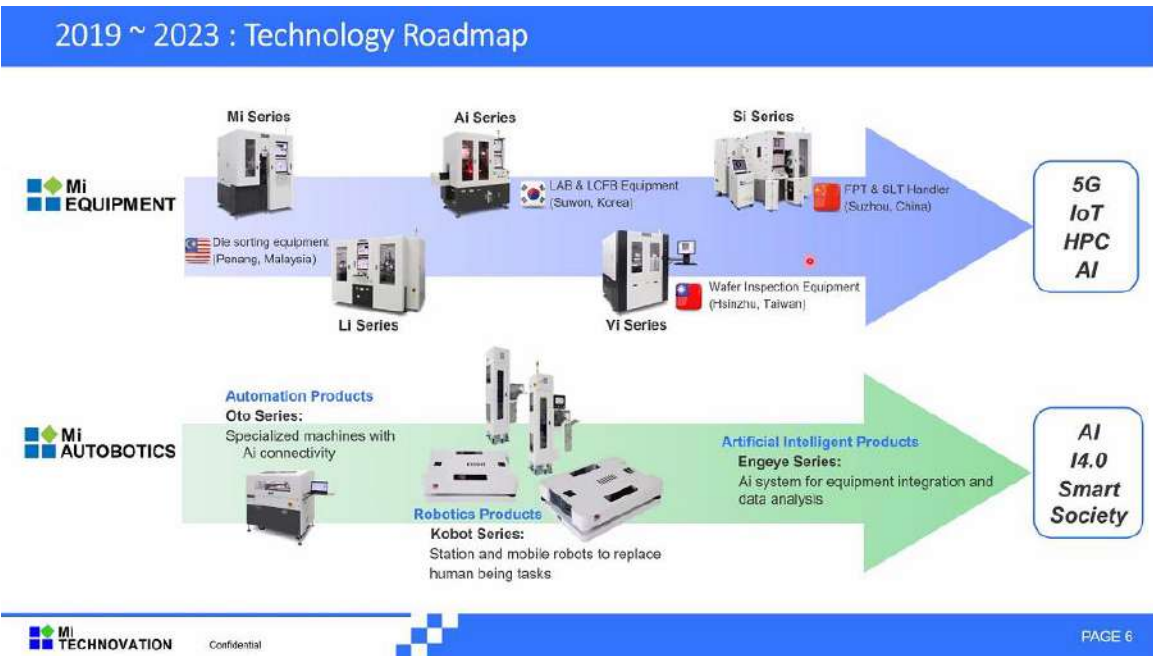 2019 ~ 2023 : Technology Roadmap
Mi Series
Ai Series
Si Series
Mi
EQUIPMENT
LAB & LCFB Equipment
(Suwon, Korea)
FPT & SLT Handler
(Suzhou, China)
Die sorting equipment
(Penang, Malaysia)
Wafer Inspection Equipment
(Hsinzhu, Taiwan)
Li Series
Vi Series
5G
IoT
HPC
AI
Mi
AUTOBOTICS
Automation Products
Oto Series:
Specialized machines with
Ai connectivity
Robotics Products
Kobot Series:
Station and mobile robots to replace
human being tasks
Artificial Intelligent Products
Engeye Series:
Ai system for equipment integration and
data analysis
AI
I4.0
Smart
Society
Mi
TECHNOVATION
Confidential
PAGE 6